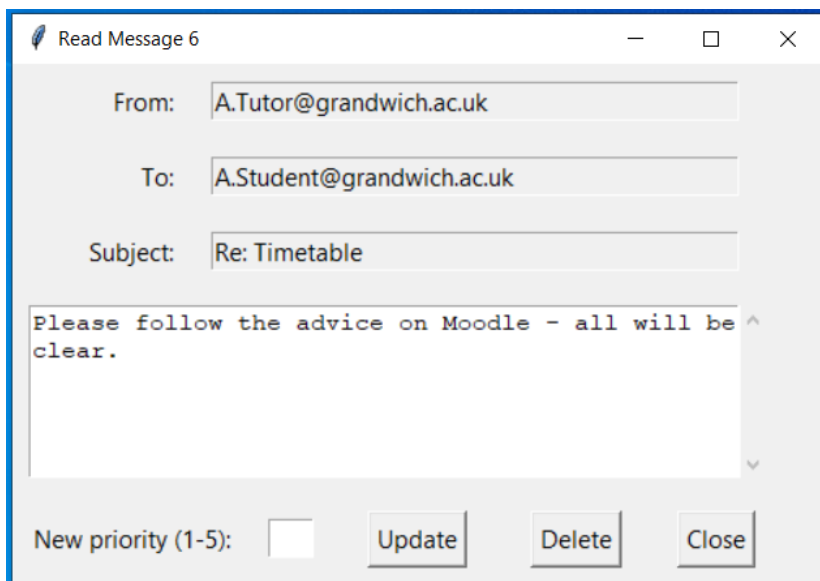 Read Message 6
From: A.Tutor@grandwich.ac.uk
To: A.Student@grandwich.ac.uk
Subject: Re: Timetable
Please follow the advice on Moodle - all will be
clear.
New priority (1-5): Update Delete Close